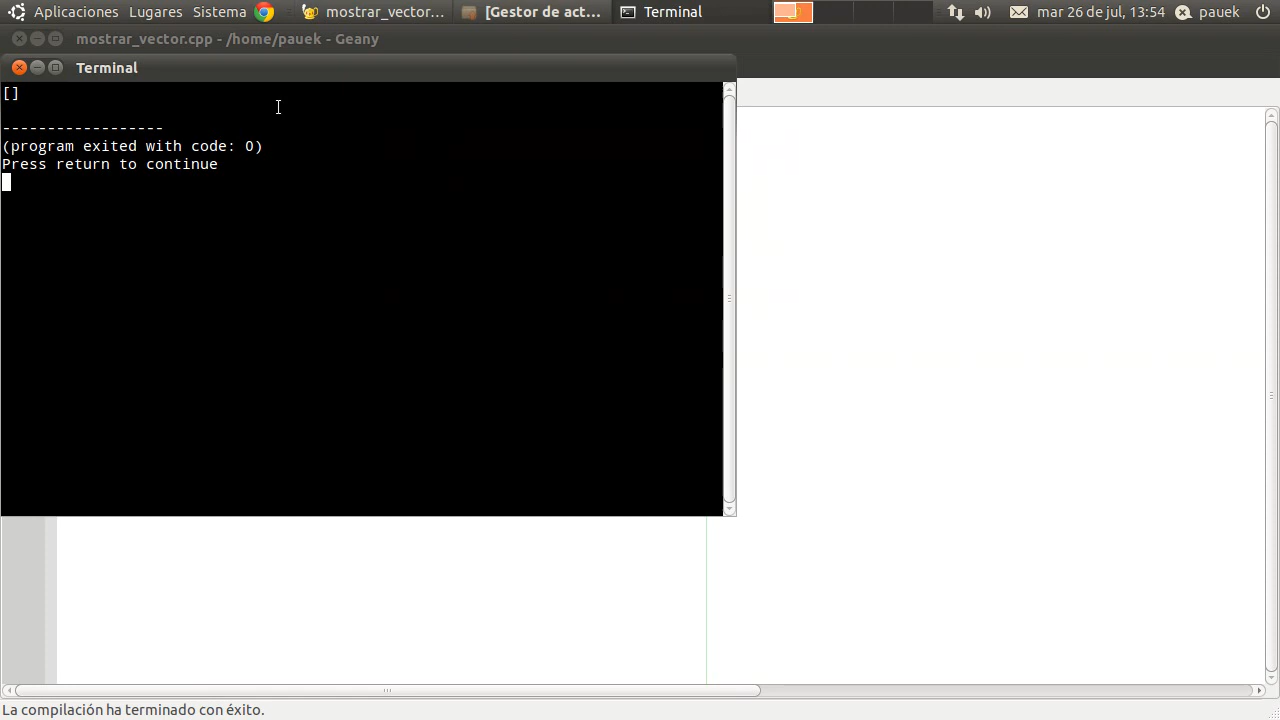 Aplicaciones Lugares Sistema mostrar_vector... [Gestor de act... Terminal mar 26 de jul, 13:54 pauek
mostrar_vector.cpp - /home/pauek - Geany
Terminal
[]
------------------
(program exited with code: 0)
Press return to continue
La compilación ha terminado con éxito.